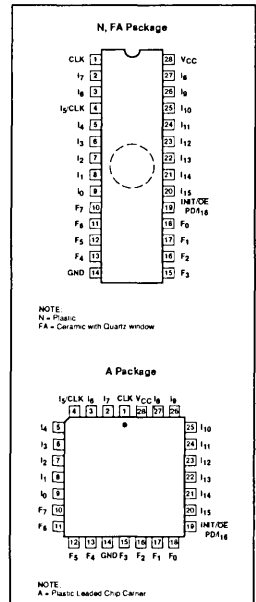 N, FA Package
CLK 1 28 VCC
I7 2 27 I8
I6 3 26 I9
I5/CLK 4 25 I10
I4 5 24 I11
I3 6 23 I12
I2 7 22 I13
I1 8 21 I14
I0 9 20 I15
F7 10 19 INIT/OE PD/I16
F6 11 18 F0
F5 12 17 F1
F4 13 16 F2
GND 14 15 F3
NOTE:
N = Plastic
FA = Ceramic with Quartz window
A Package
I5/CLK I6 I7 CLK VCC I8 I9
4 3 2 1 28 27 26
I4 5 25 I10
I3 6 24 I11
I2 7 23 I12
I1 8 22 I13
I0 9 21 I14
F7 10 20 I15
F6 11 19 INIT/OE PD/I16
12 13 14 15 16 17 18
F5 F4 GND F3 F2 F1 F0
NOTE:
A = Plastic Leaded Chip Carrier